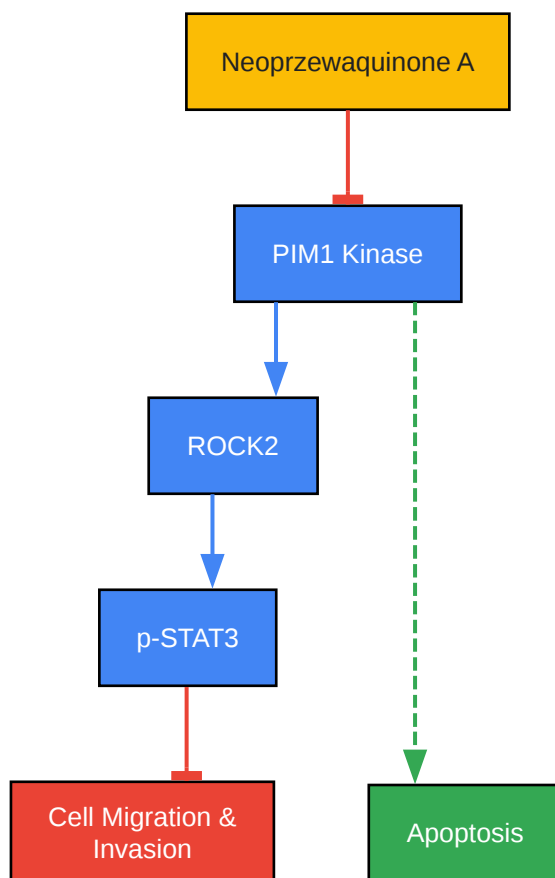 Neoprzewaquinone A
PIM1 Kinase
ROCK2
p-STAT3
Cell Migration &
Invasion
Apoptosis